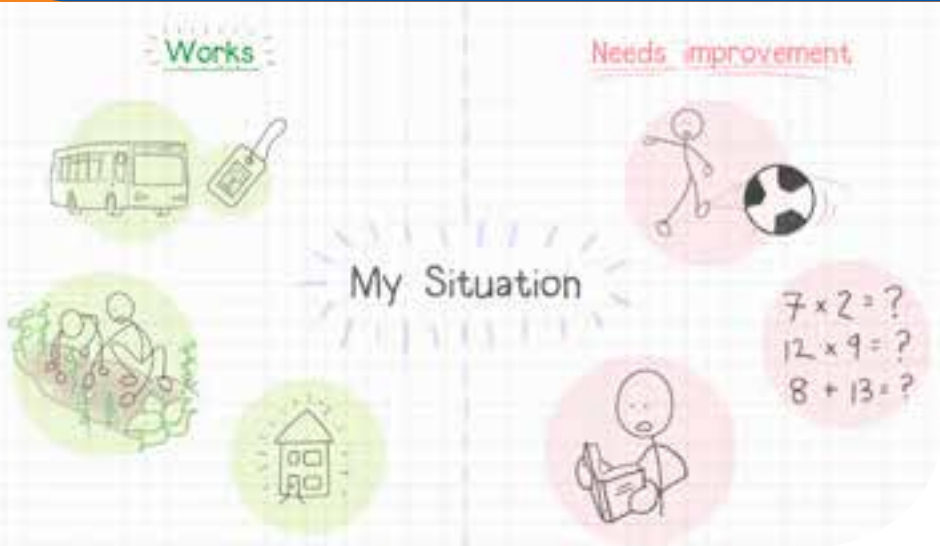 Works
Needs improvement
My Situation
7 x 2 = ?
12 x 9 = ?
8 + 13 = ?